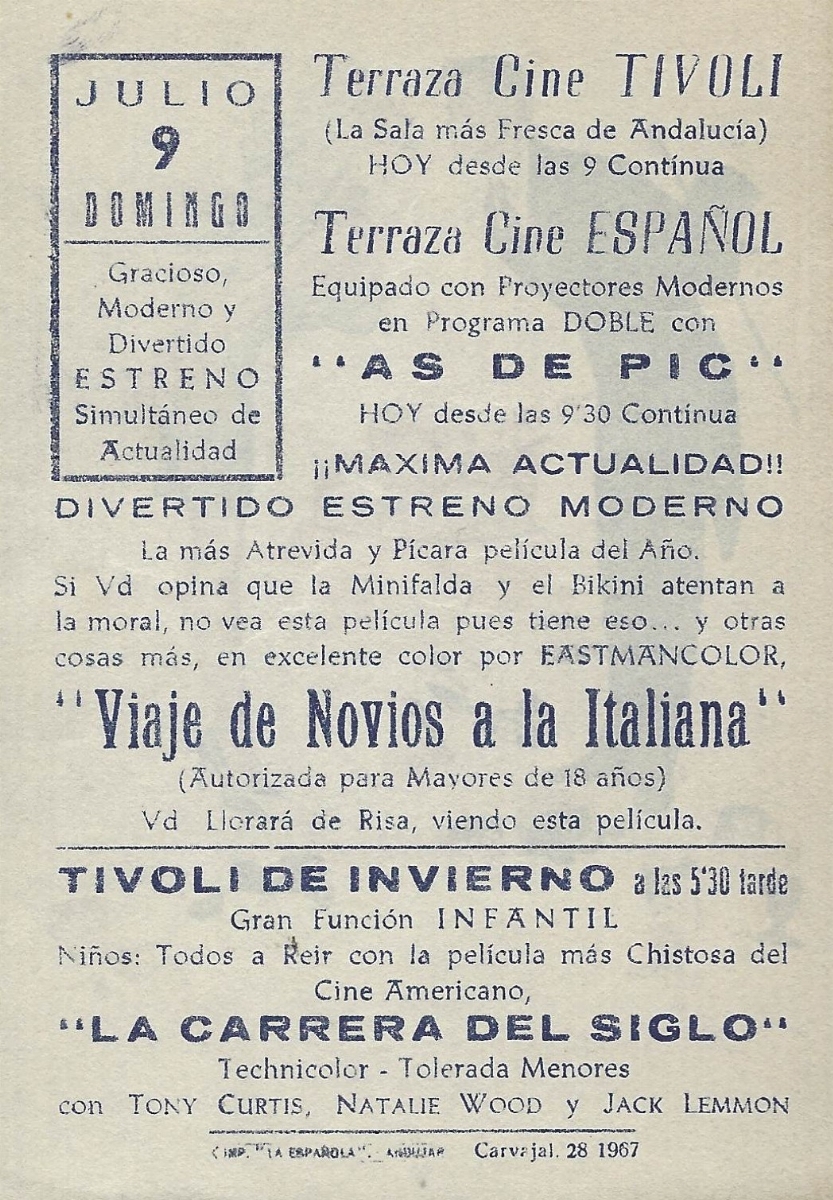 JULIO
9
DOMINGO
Gracioso,
Moderno y
Divertido
ESTRENO
Simultáneo de
Actualidad
Terraza Cine TIVOLI
(La Sala más Fresca de Andalucía)
HOY desde las 9 Contínua
Terraza Cine ESPAÑOL
Equipado con Proyectores Modernos
en Programa DOBLE con
"AS DE PIC"
HOY desde las 9'30 Contínua
¡¡MAXIMA ACTUALIDAD!!
DIVERTIDO ESTRENO MODERNO
La más Atrevida y Pícara película del Año.
Si Vd opina que la Minifalda y el Bikini atentan a
la moral, no vea esta película pues tiene eso... y otras
cosas más, en excelente color por EASTMANCOLOR,
"Viaje de Novios a la Italiana"
(Autorizada para Mayores de 18 años)
Vd Llorará de Risa, viendo esta película.
TIVOLI DE INVIERNO a las 5'30 tarde
Gran Función INFANTIL
Niños: Todos a Reir con la película más Chistosa del
Cine Americano,
"LA CARRERA DEL SIGLO"
Technicolor - Tolerada Menores
con TONY CURTIS, NATALIE WOOD y JACK LEMMON
IMP. "LA ESPAÑOLA". ANDUJAR Carvajal. 28 1967